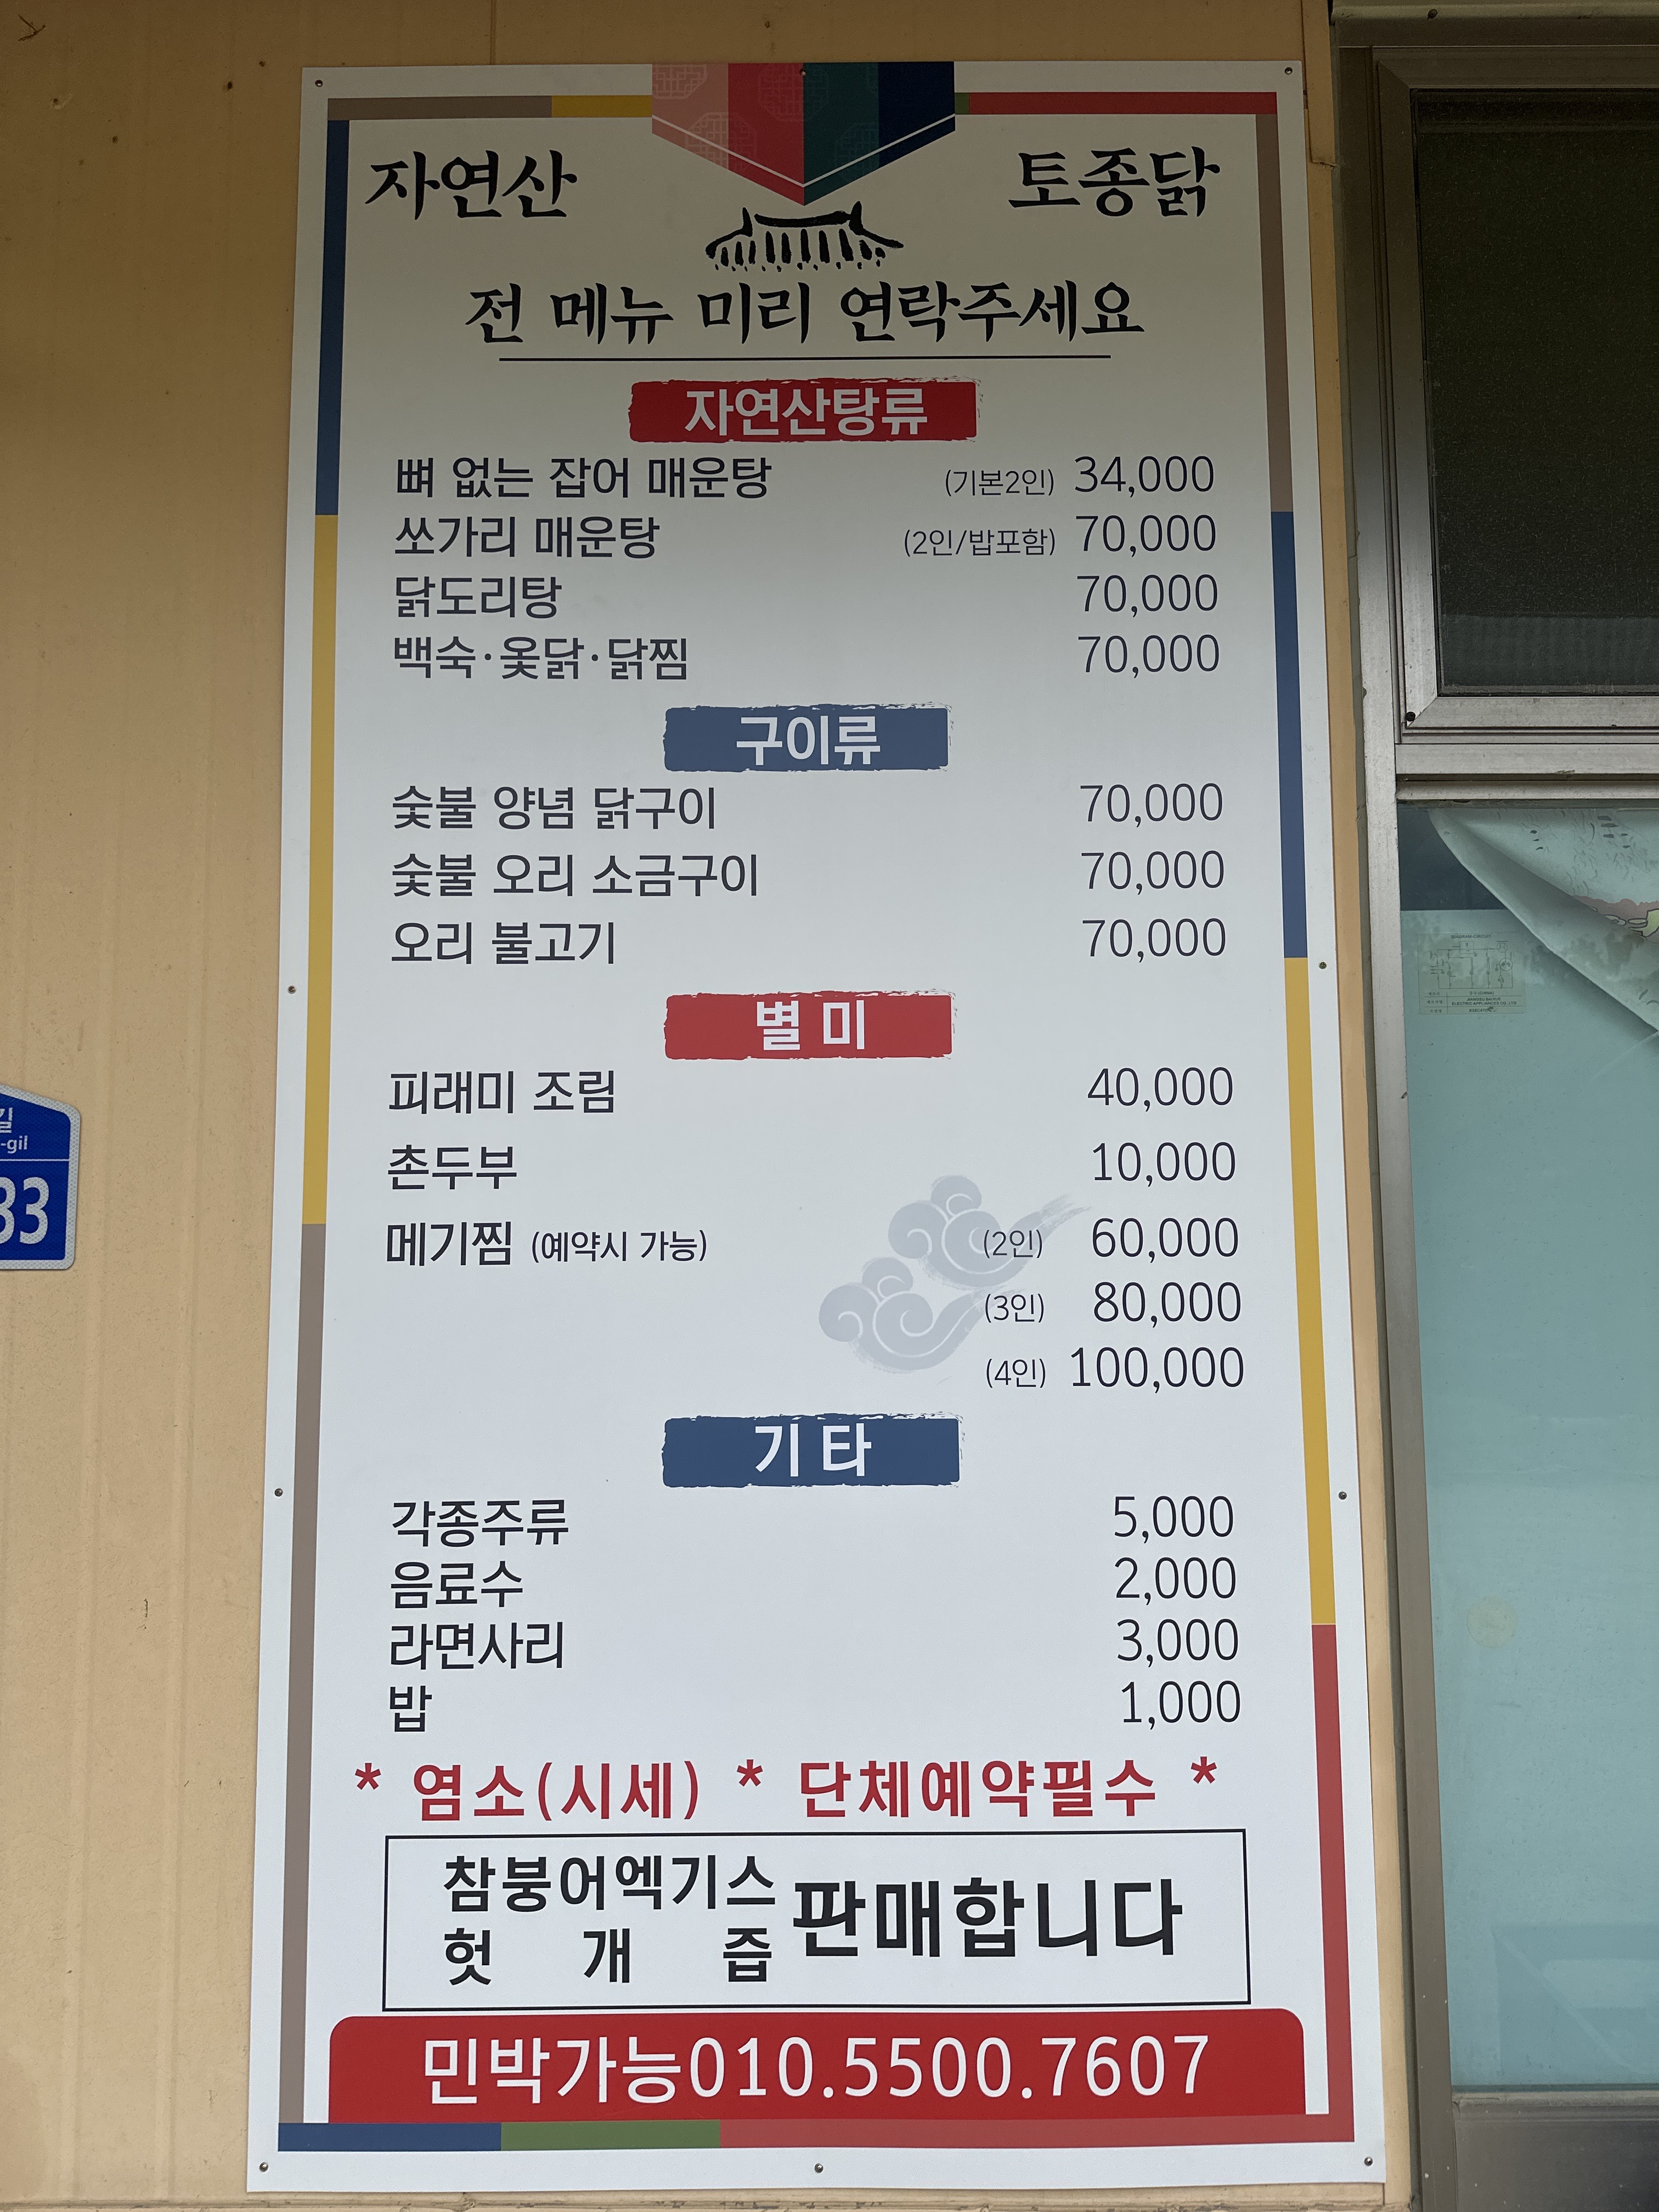 자연산 토종닭
전 메뉴 미리 연락주세요
자연산탕류
뼈 없는 잡어 매운탕 (기본2인) 34,000
쏘가리 매운탕 (2인/밥포함) 70,000
닭도리탕 70,000
백숙·옻닭·닭찜 70,000
구이류
숯불 양념 닭구이 70,000
숯불 오리 소금구이 70,000
오리 불고기 70,000
별미
피래미 조림 40,000
촌두부 10,000
메기찜 (예약시 가능) (2인) 60,000
(3인) 80,000
(4인) 100,000
기타
각종주류 5,000
음료수 2,000
라면사리 3,000
밥 1,000
* 염소(시세) * 단체예약필수 *
참붕어엑기스
헛개즙 판매합니다
민박가능010.5500.7607
길
-gil
33